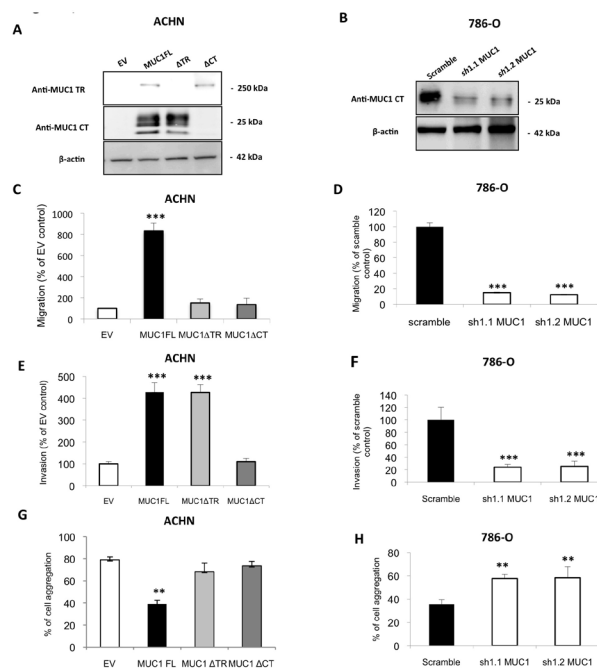 A
ACHN
EV
MUC1FL
ΔTR
ΔCT
Anti-MUC1 TR
- 250 kDa
Anti-MUC1 CT
- 25 kDa
β-actin
- 42 kDa
B
786-O
Scramble
sh1.1 MUC1
sh1.2 MUC1
Anti-MUC1 CT
- 25 kDa
β-actin
- 42 kDa
C
ACHN
Migration (% of EV control)
1000
800
600
400
200
0
***
EV
MUC1FL
MUC1ΔTR
MUC1ΔCT
D
786-O
Migration (% of scamble control)
120
100
80
60
40
20
0
***
***
scramble
sh1.1 MUC1
sh1.2 MUC1
E
ACHN
Invasion (% of EV control)
500
400
300
200
100
0
***
***
EV
MUC1FL
MUC1ΔTR
MUC1ΔCT
F
786-O
Invasion (% of scramble control)
140
120
100
80
60
40
20
0
***
***
Scramble
sh1.1 MUC1
sh1.2 MUC1
G
ACHN
% of cell aggregation
80
60
40
20
0
**
EV
MUC1 FL
MUC1 ΔTR
MUC1 ΔCT
H
786-O
% of cell aggregation
80
60
40
20
0
**
**
Scramble
sh1.1 MUC1
sh1.2 MUC1